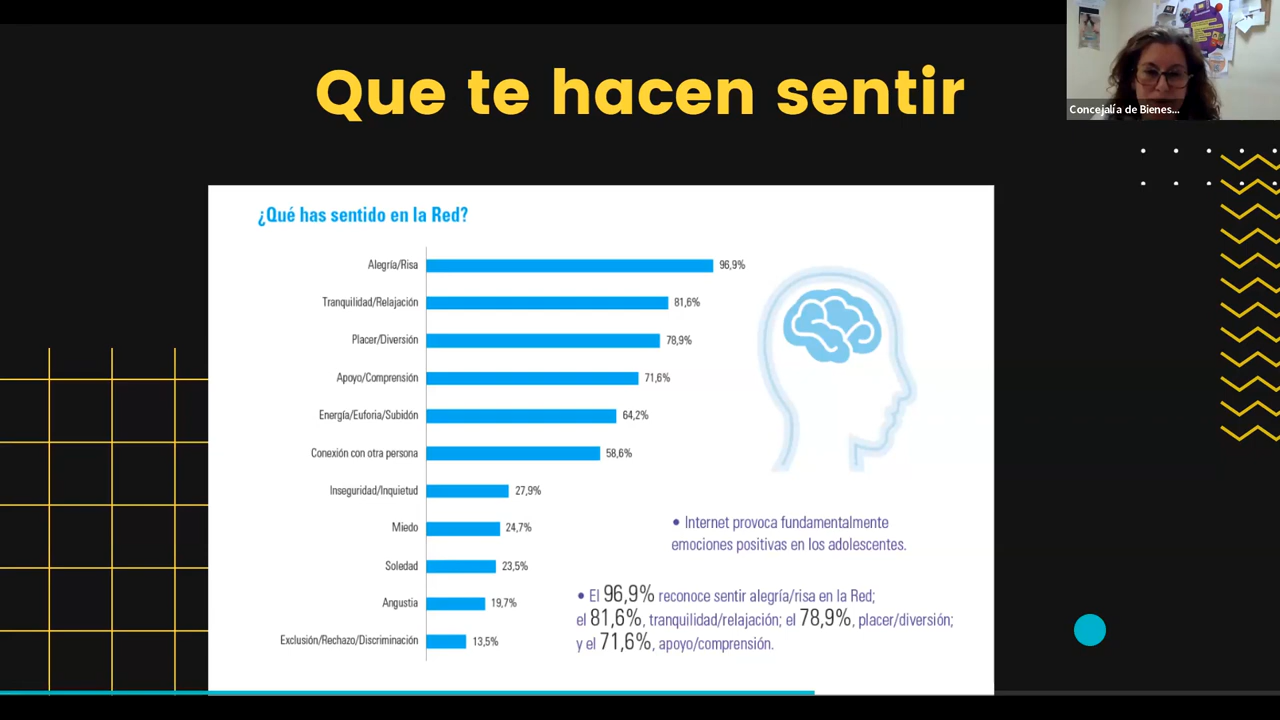 Que te hacen sentir
Concejalía de Bienes...
¿Qué has sentido en la Red?
Alegría/Risa 96,9%
Tranquilidad/Relajación 81,6%
Placer/Diversión 78,9%
Apoyo/Comprensión 71,6%
Energía/Euforia/Subidón 64,2%
Conexión con otra persona 58,6%
Inseguridad/Inquietud 27,9%
Miedo 24,7%
Soledad 23,5%
Angustia 19,7%
Exclusión/Rechazo/Discriminación 13,5%
• Internet provoca fundamentalmente
emociones positivas en los adolescentes.
• El 96,9% reconoce sentir alegría/risa en la Red;
el 81,6%, tranquilidad/relajación; el 78,9%, placer/diversión;
y el 71,6%, apoyo/comprensión.